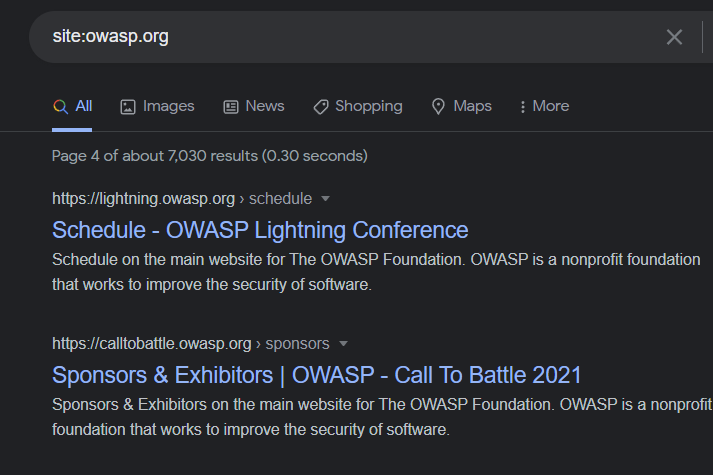 site:owasp.org
All Images News Shopping Maps More
Page 4 of about 7,030 results (0.30 seconds)
https://lightning.owasp.org › schedule
Schedule - OWASP Lightning Conference
Schedule on the main website for The OWASP Foundation. OWASP is a nonprofit foundation
that works to improve the security of software.
https://calltobattle.owasp.org › sponsors
Sponsors & Exhibitors | OWASP - Call To Battle 2021
Sponsors & Exhibitors on the main website for The OWASP Foundation. OWASP is a nonprofit
foundation that works to improve the security of software.